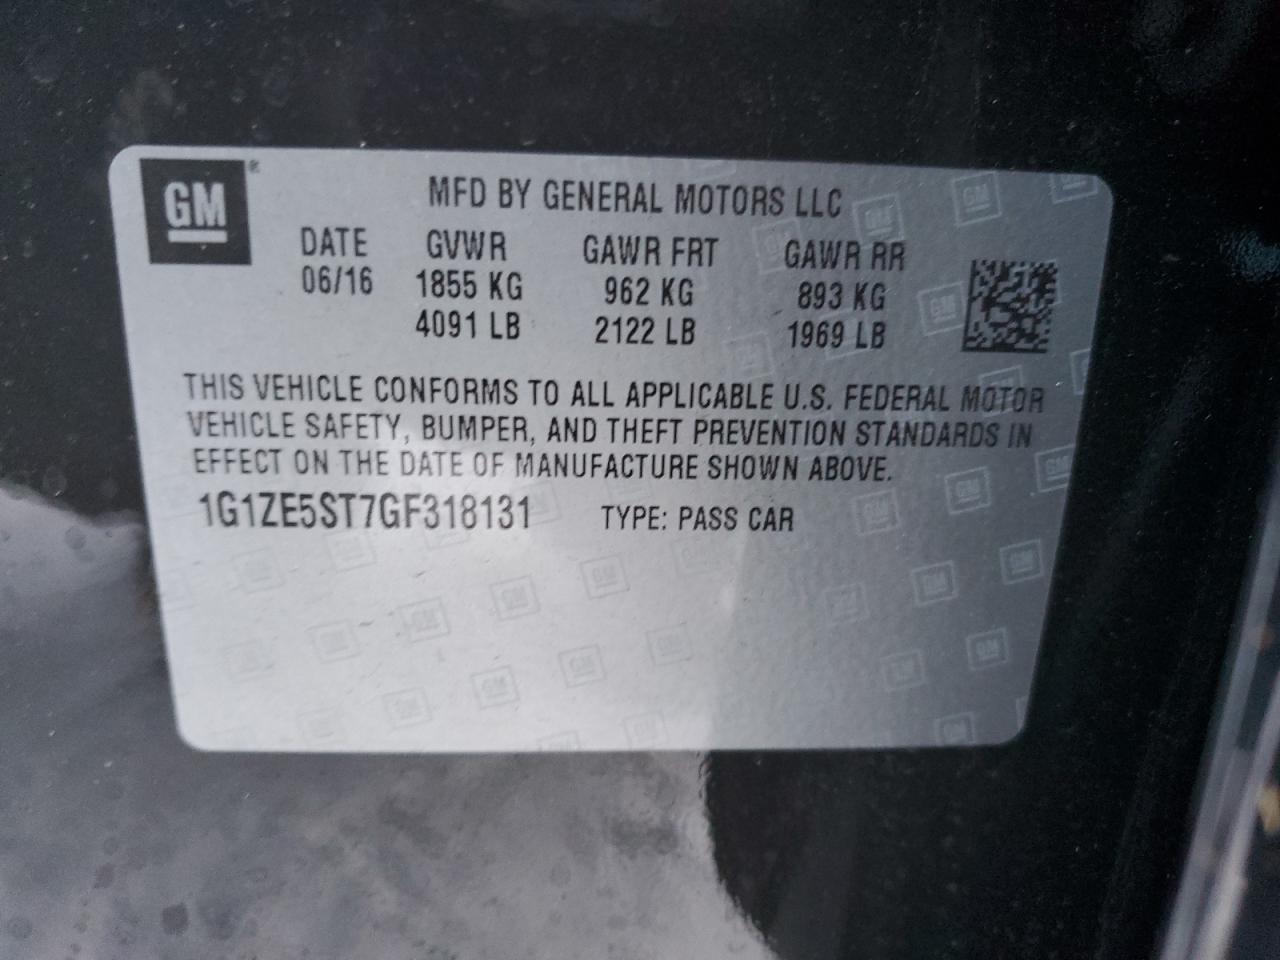 GM®
MFD BY GENERAL MOTORS LLC
DATE GVWR GAWR FRT GAWR RR
06/16 1855 KG 962 KG 893 KG
4091 LB 2122 LB 1969 LB
THIS VEHICLE CONFORMS TO ALL APPLICABLE U.S. FEDERAL MOTOR
VEHICLE SAFETY, BUMPER, AND THEFT PREVENTION STANDARDS IN
EFFECT ON THE DATE OF MANUFACTURE SHOWN ABOVE.
1G1ZE5ST7GF318131 TYPE: PASS CAR